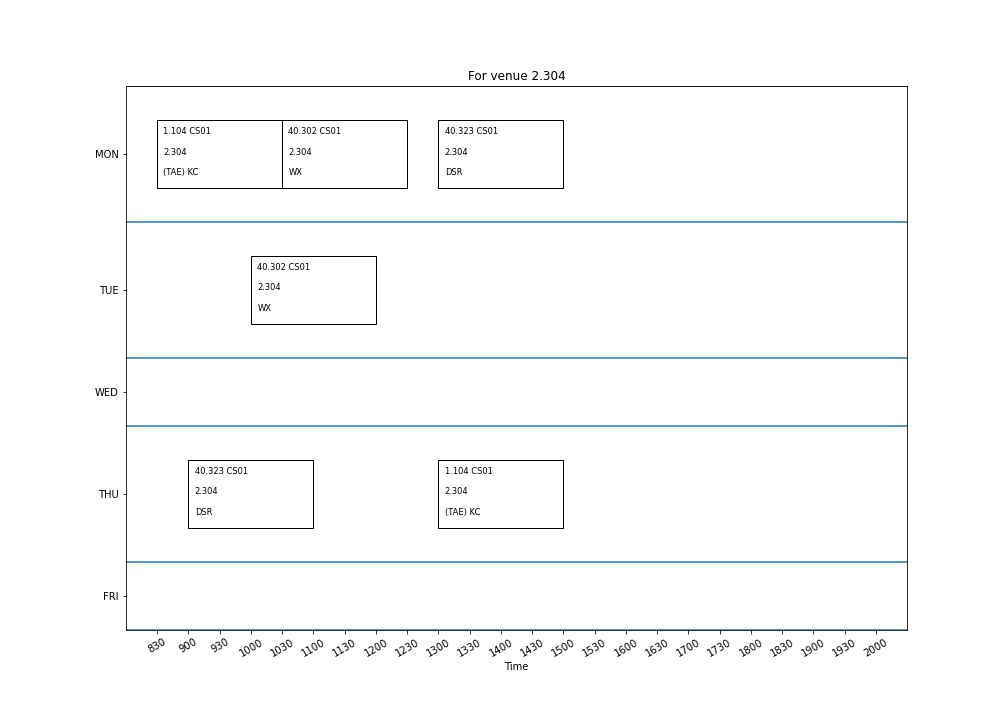 For venue 2.304
MON
1.104 CS01
2.304
(TAE) KC
40.302 CS01
2.304
WX
40.323 CS01
2.304
DSR
TUE
40.302 CS01
2.304
WX
WED
THU
40.323 CS01
2.304
DSR
1.104 CS01
2.304
(TAE) KC
FRI
830 900 930 1000 1030 1100 1130 1200 1230 1300 1330 1400 1430 1500 1530 1600 1630 1700 1730 1800 1830 1900 1930 2000
Time